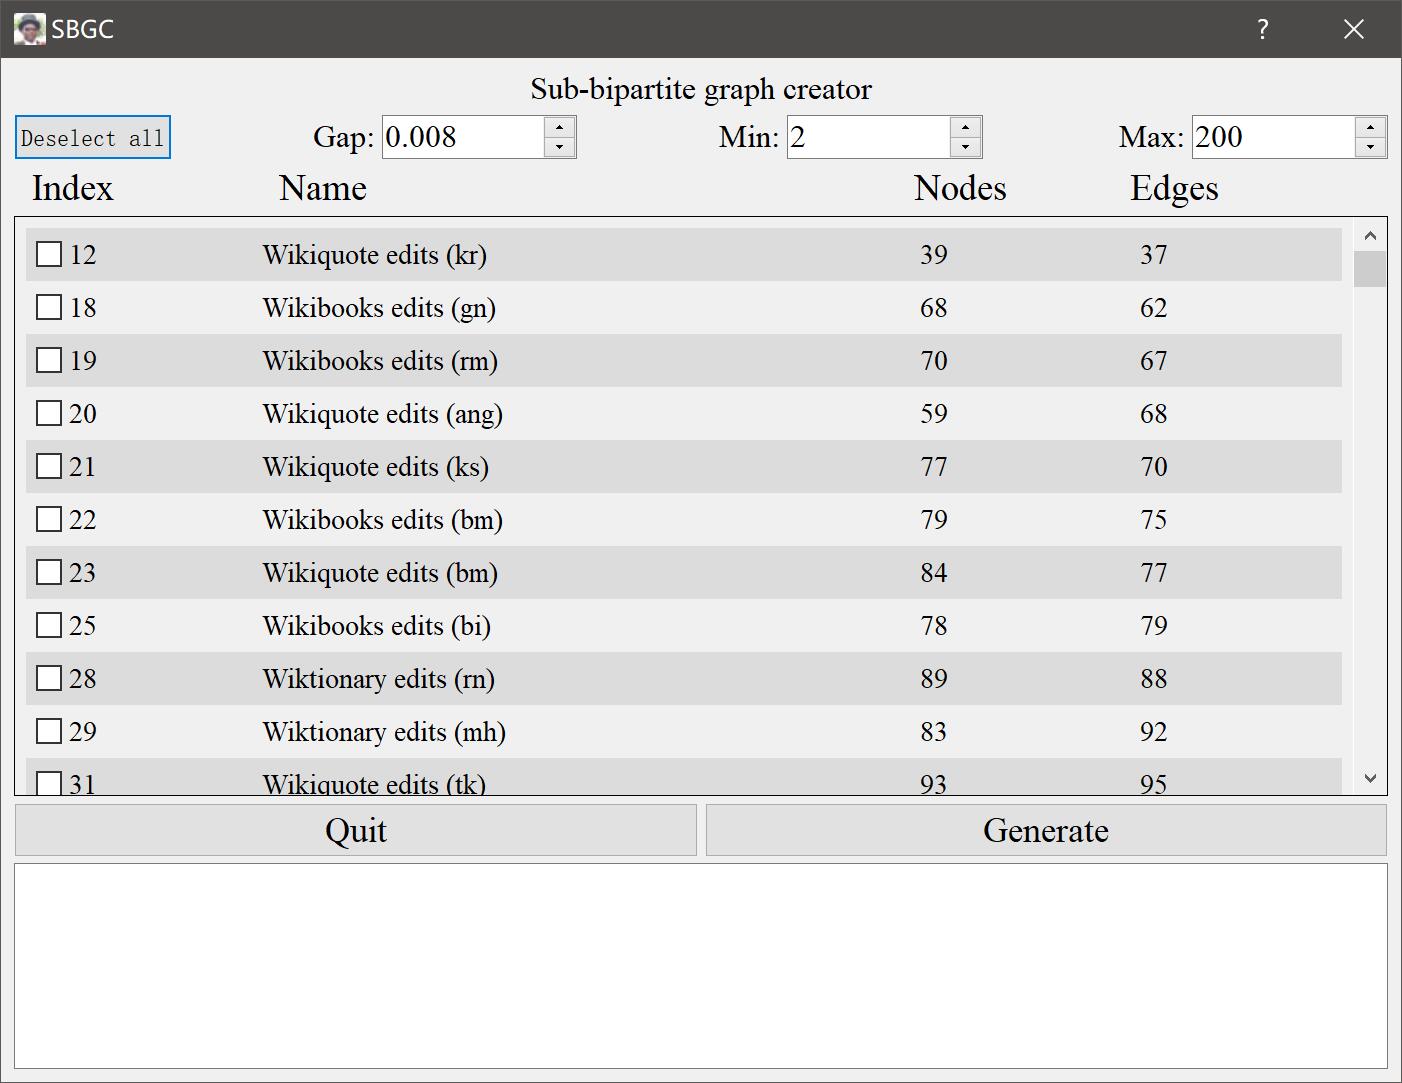 SBGC ?
Sub-bipartite graph creator
Deselect all Gap: 0.008 Min: 2 Max: 200
Index Name Nodes Edges
12 Wikiquote edits (kr) 39 37
18 Wikibooks edits (gn) 68 62
19 Wikibooks edits (rm) 70 67
20 Wikiquote edits (ang) 59 68
21 Wikiquote edits (ks) 77 70
22 Wikibooks edits (bm) 79 75
23 Wikiquote edits (bm) 84 77
25 Wikibooks edits (bi) 78 79
28 Wiktionary edits (rn) 89 88
29 Wiktionary edits (mh) 83 92
31 Wikiquote edits (tk) 93 95
Quit Generate